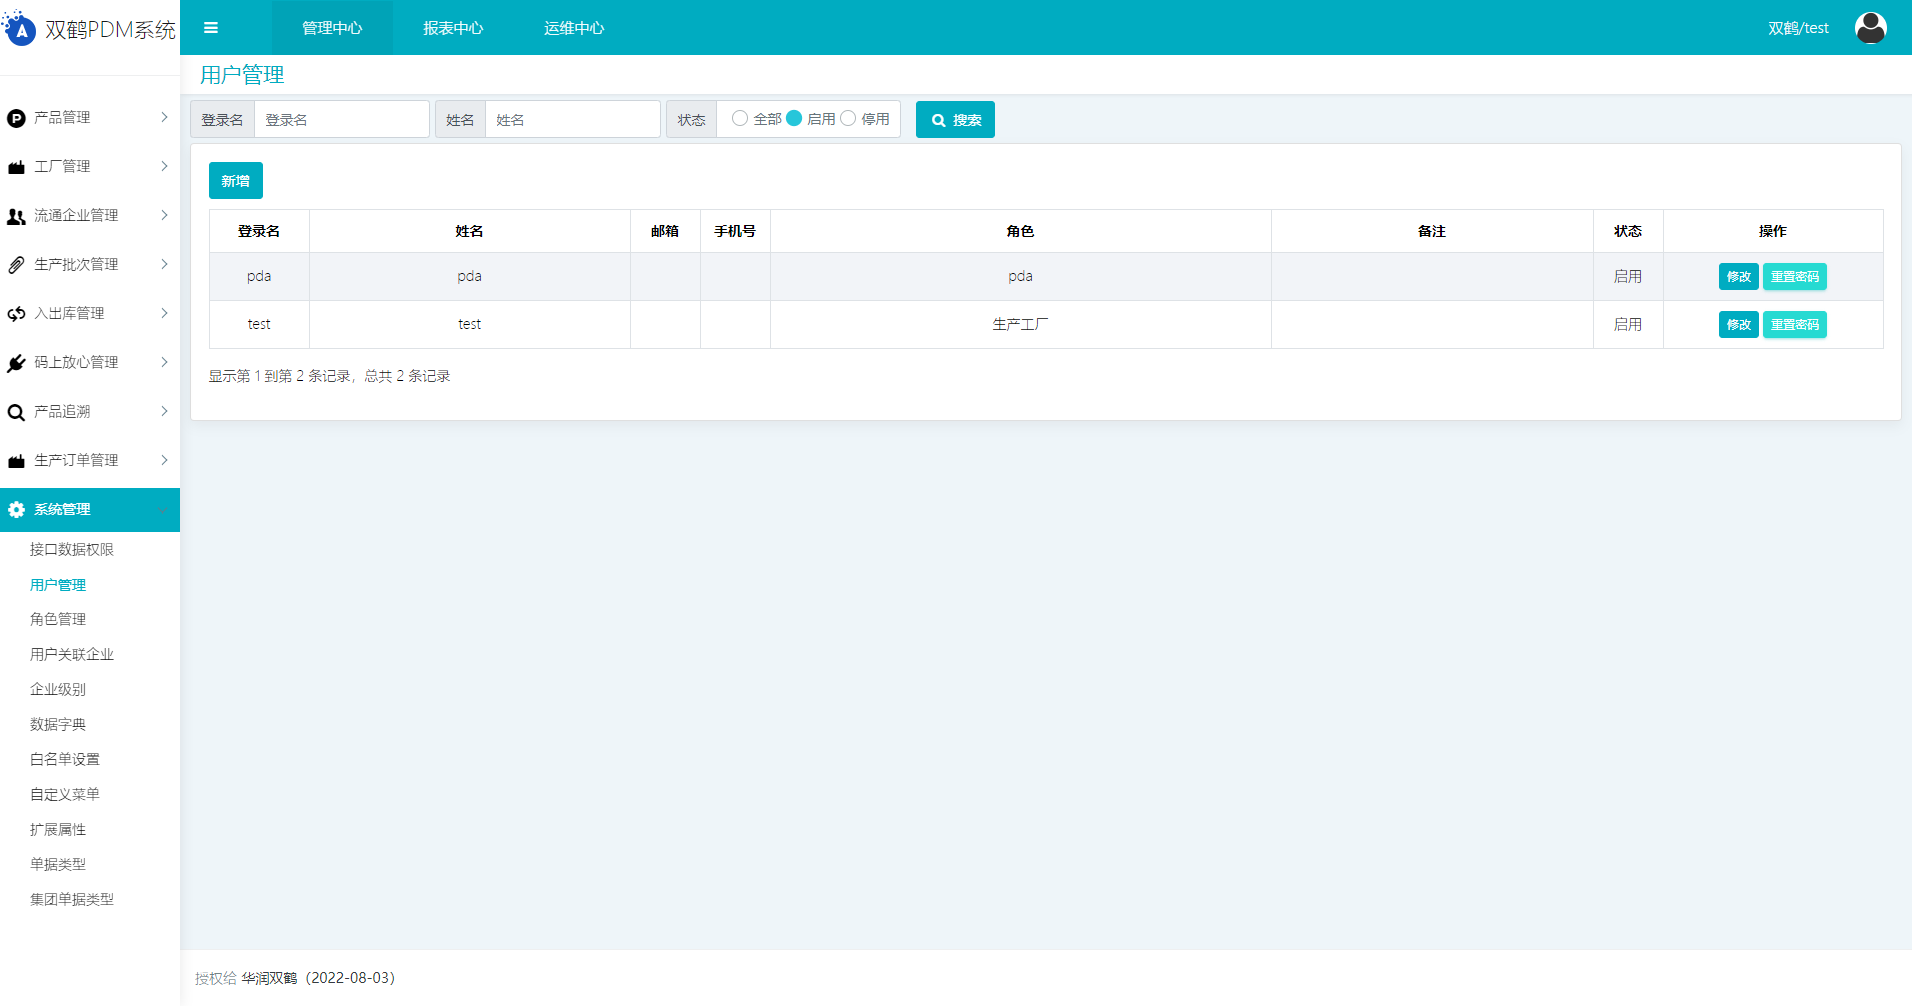 双鹤PDM系统
管理中心 报表中心 运维中心 双鹤/test
用户管理
登录名 登录名 姓名 姓名 状态 全部 启用 停用 搜索
新增
登录名 姓名 邮箱 手机号 角色 备注 状态 操作
pda pda pda 启用 修改 重置密码
test test 生产工厂 启用 修改 重置密码
显示第 1 到第 2 条记录，总共 2 条记录
产品管理
工厂管理
流通企业管理
生产批次管理
入出库管理
码上放心管理
产品追溯
生产订单管理
系统管理
接口数据权限
用户管理
角色管理
用户关联企业
企业级别
数据字典
白名单设置
自定义菜单
扩展属性
单据类型
集团单据类型
授权给 华润双鹤（2022-08-03）